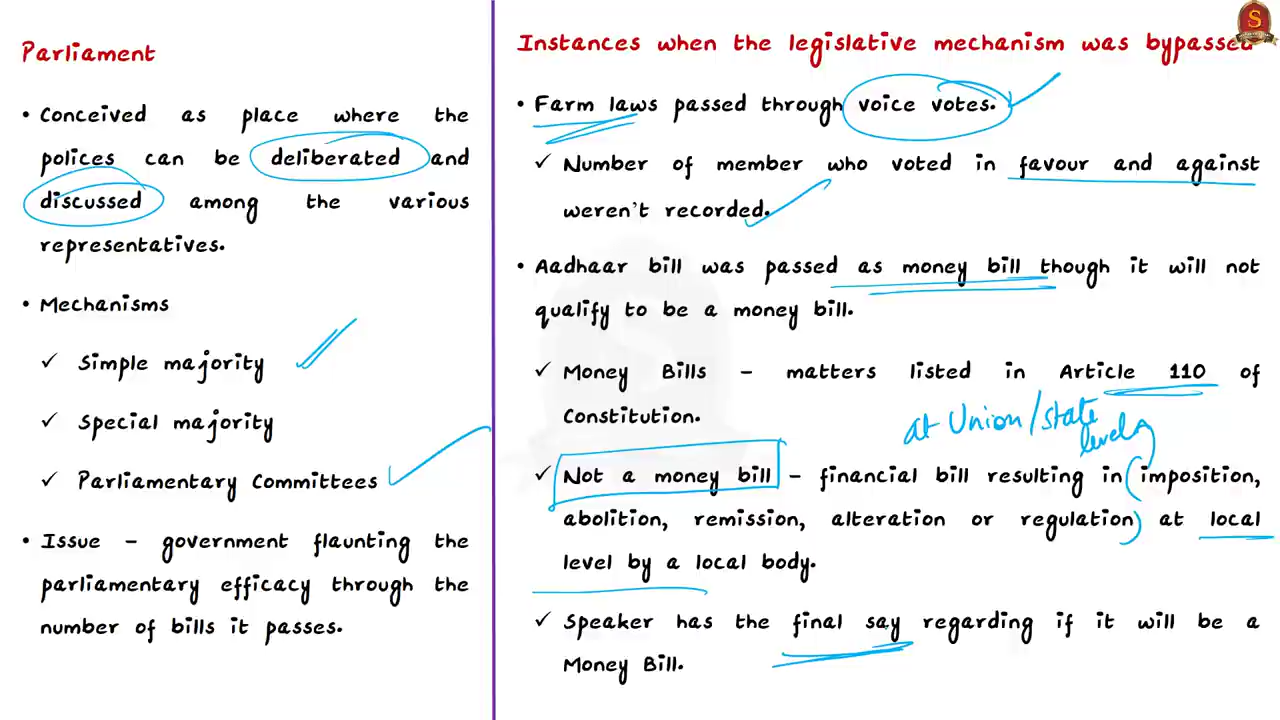 Parliament
• Conceived as place where the
polices can be deliberated and
discussed among the various
representatives.
• Mechanisms
✓ Simple majority
✓ Special majority
✓ Parliamentary Committees
• Issue – government flaunting the
parliamentary efficacy through the
number of bills it passes.
Instances when the legislative mechanism was bypassed
• Farm laws passed through voice votes.
✓ Number of member who voted in favour and against
weren't recorded.
• Aadhaar bill was passed as money bill though it will not
qualify to be a money bill.
✓ Money Bills – matters listed in Article 110 of
Constitution.
at Union/state
level
✓ Not a money bill – financial bill resulting in (imposition,
abolition, remission, alteration or regulation) at local
level by a local body.
✓ Speaker has the final say regarding if it will be a
Money Bill.
S